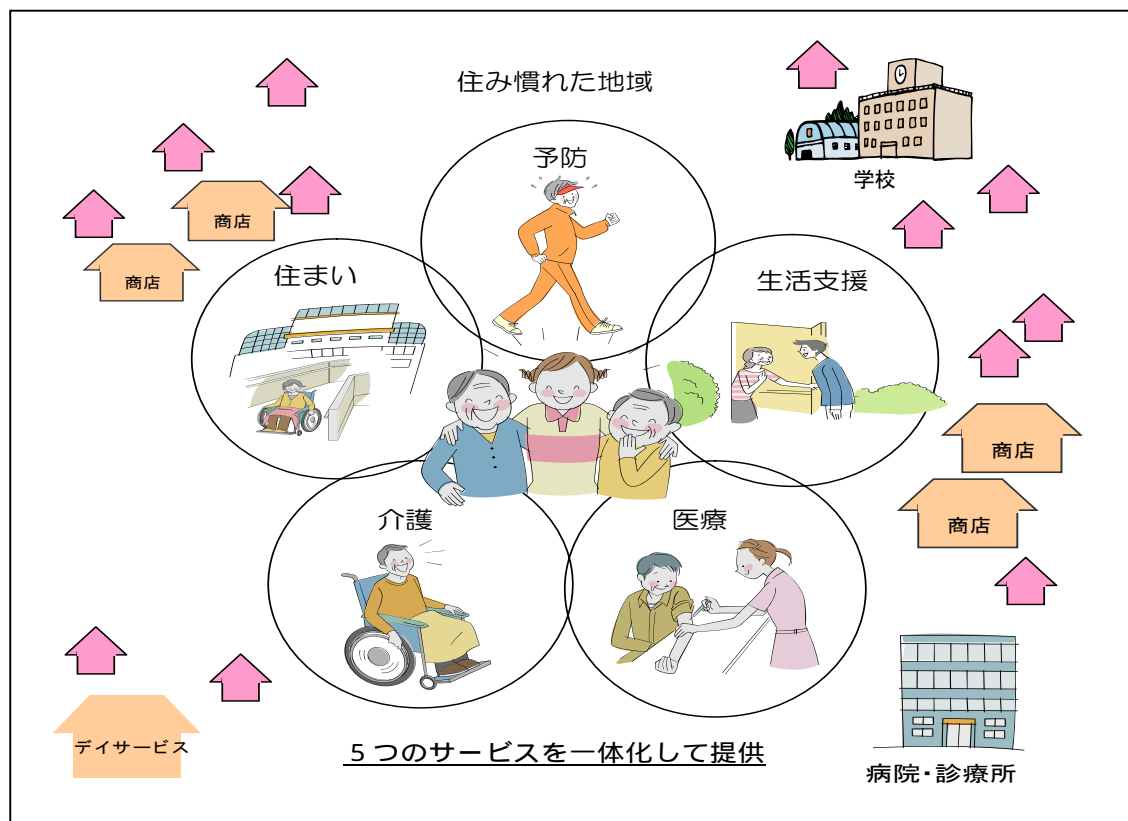 住み慣れた地域
予防
学校
商店
商店
住まい
生活支援
商店
商店
介護
医療
デイサービス
５つのサービスを一体化して提供
病院・診療所